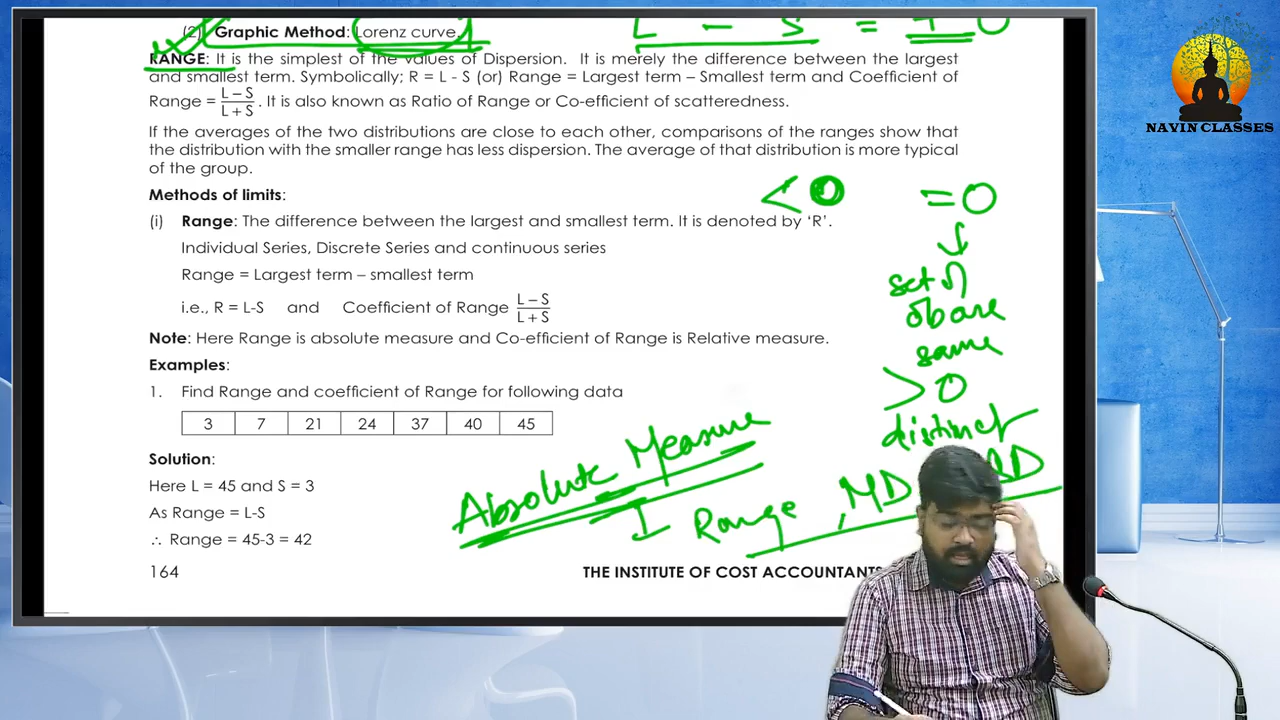 (2) Graphic Method: Lorenz curve.
L - S =
RANGE: It is the simplest of the values of Dispersion. It is merely the difference between the largest
and smallest term. Symbolically; R = L - S (or) Range = Largest term – Smallest term and Coefficient of
Range = L – S / L + S . It is also known as Ratio of Range or Co-efficient of scatteredness.
If the averages of the two distributions are close to each other, comparisons of the ranges show that
the distribution with the smaller range has less dispersion. The average of that distribution is more typical
of the group.
Methods of limits:
< 0
= 0
(i) Range: The difference between the largest and smallest term. It is denoted by ‘R’.
Individual Series, Discrete Series and continuous series
Range = Largest term – smallest term
set of
i.e., R = L-S and Coefficient of Range L – S / L + S
are
Note: Here Range is absolute measure and Co-efficient of Range is Relative measure.
same
Examples:
> 0
1. Find Range and coefficient of Range for following data
3 7 21 24 37 40 45
distinct
Absolute Measure
Solution:
Here L = 45 and S = 3
As Range = L-S
Range, MD
∴ Range = 45-3 = 42
164 THE INSTITUTE OF COST ACCOUNTANTS
NAVIN CLASSES